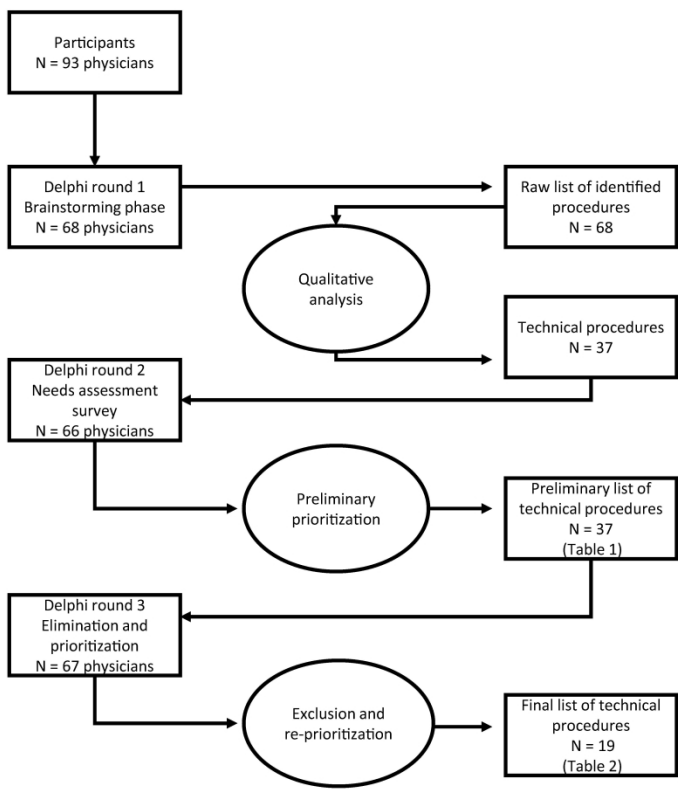 Participants
N = 93 physicians
Delphi round 1
Brainstorming phase
N = 68 physicians
Raw list of identified
procedures
N = 68
Qualitative
analysis
Technical procedures
N = 37
Delphi round 2
Needs assessment
survey
N = 66 physicians
Preliminary
prioritization
Preliminary list of
technical procedures
N = 37
(Table 1)
Delphi round 3
Elimination and
prioritization
N = 67 physicians
Exclusion and
re-prioritization
Final list of technical
procedures
N = 19
(Table 2)